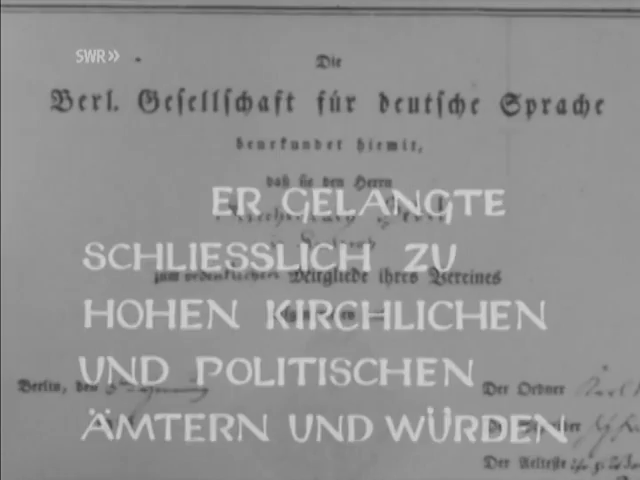 SWR»
Die
Berl. Gesellschaft für deutsche Sprache
beurkundet hiemit,
daß sie den Herrn
ER GELANGTE
SCHLIESSLICH ZU
zum ordentlichen Mitgliede ihres Vereines
HOHEN KIRCHLICHEN
UND POLITISCHEN
Berlin, den
Der Ordner
ÄMTERN UND WÜRDEN
Der Aelteste